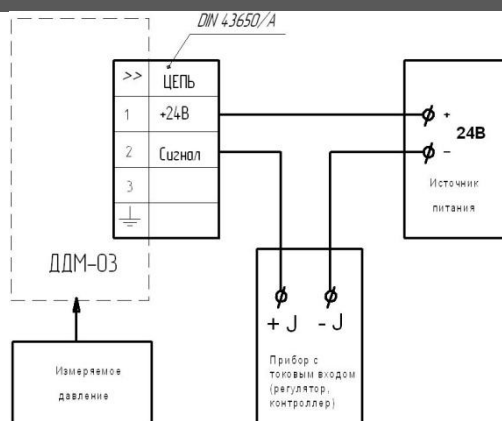 DIN 43650/A
>> ЦЕПЬ
1 +24В
2 Сигнал
3
ДДМ-03
Измеряемое
давление
+ J - J
Прибор с
токовым входом
(регулятор,
контроллер)
+
24В
-
Источник
питания